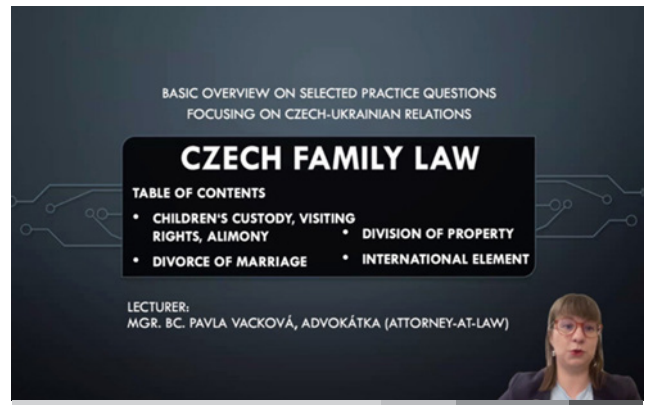 BASIC OVERVIEW ON SELECTED PRACTICE QUESTIONS
FOCUSING ON CZECH-UKRAINIAN RELATIONS
CZECH FAMILY LAW
TABLE OF CONTENTS
• CHILDREN'S CUSTODY, VISITING
RIGHTS, ALIMONY
• DIVORCE OF MARRIAGE
• DIVISION OF PROPERTY
• INTERNATIONAL ELEMENT
LECTURER:
MGR. BC. PAVLA VACKOVÁ, ADVOKÁTKA (ATTORNEY-AT-LAW)